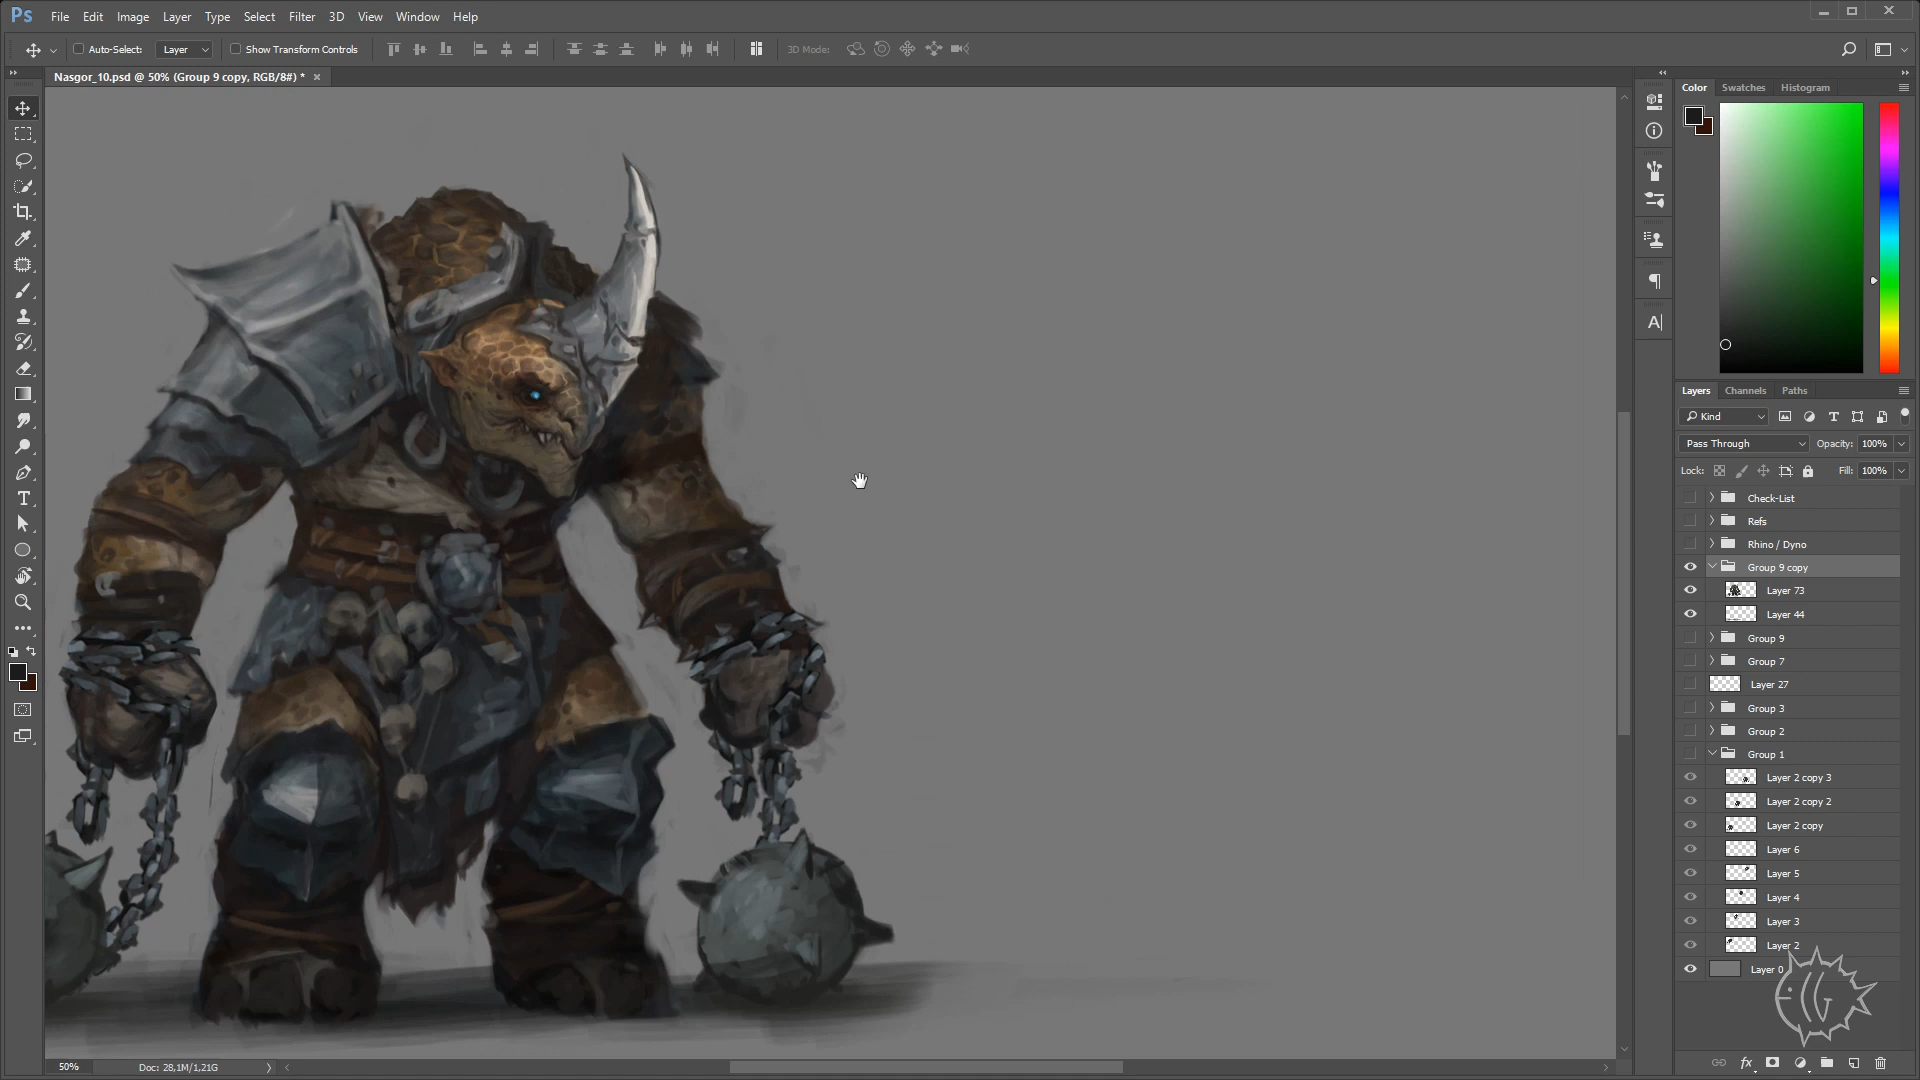 Ps File Edit Image Layer Type Select Filter 3D View Window Help
Auto-Select: Layer Show Transform Controls 3D Mode:
Nasgor_10.psd @ 50% (Group 9 copy, RGB/8#) * ×
Color Swatches Histogram
Layers Channels Paths
Kind
Pass Through Opacity: 100%
Lock: Fill: 100%
Check-List
Refs
Rhino / Dyno
Group 9 copy
Layer 73
Layer 44
Group 9
Group 7
Layer 27
Group 3
Group 2
Group 1
Layer 2 copy 3
Layer 2 copy 2
Layer 2 copy
Layer 6
Layer 5
Layer 4
Layer 3
Layer 2
Layer 0
50% Doc: 28,1M/1,21G
fx